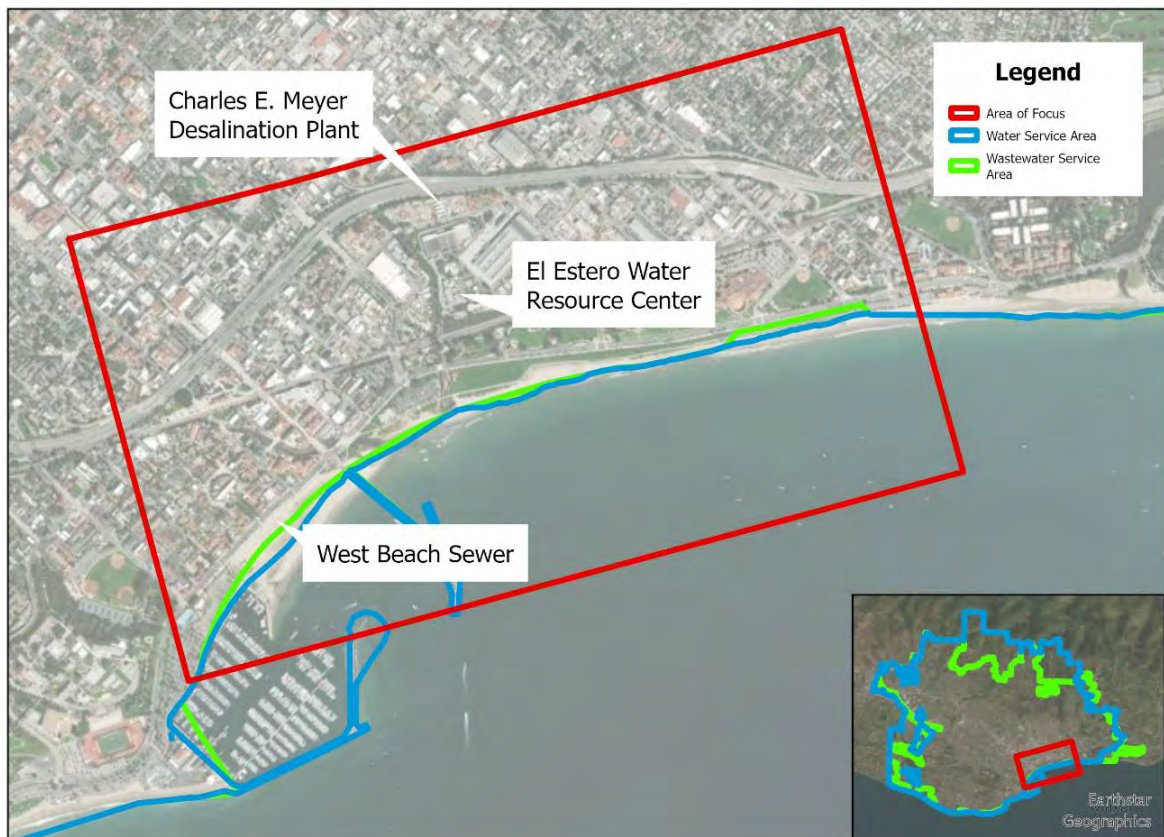 Charles E. Meyer
Desalination Plant
El Estero Water
Resource Center
West Beach Sewer
Legend
Area of Focus
Water Service Area
Wastewater Service
Area
Earthstar
Geographics